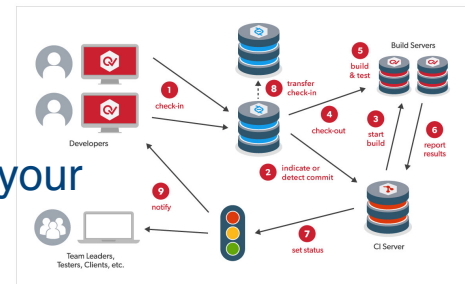 Developers
1
check-in
8
transfer
check-in
5
build
& test
Build Servers
4
check-out
3
start
build
6
report
results
2
indicate or
detect commit
your
9
notify
7
set status
CI Server
Team Leaders,
Testers, Clients, etc.